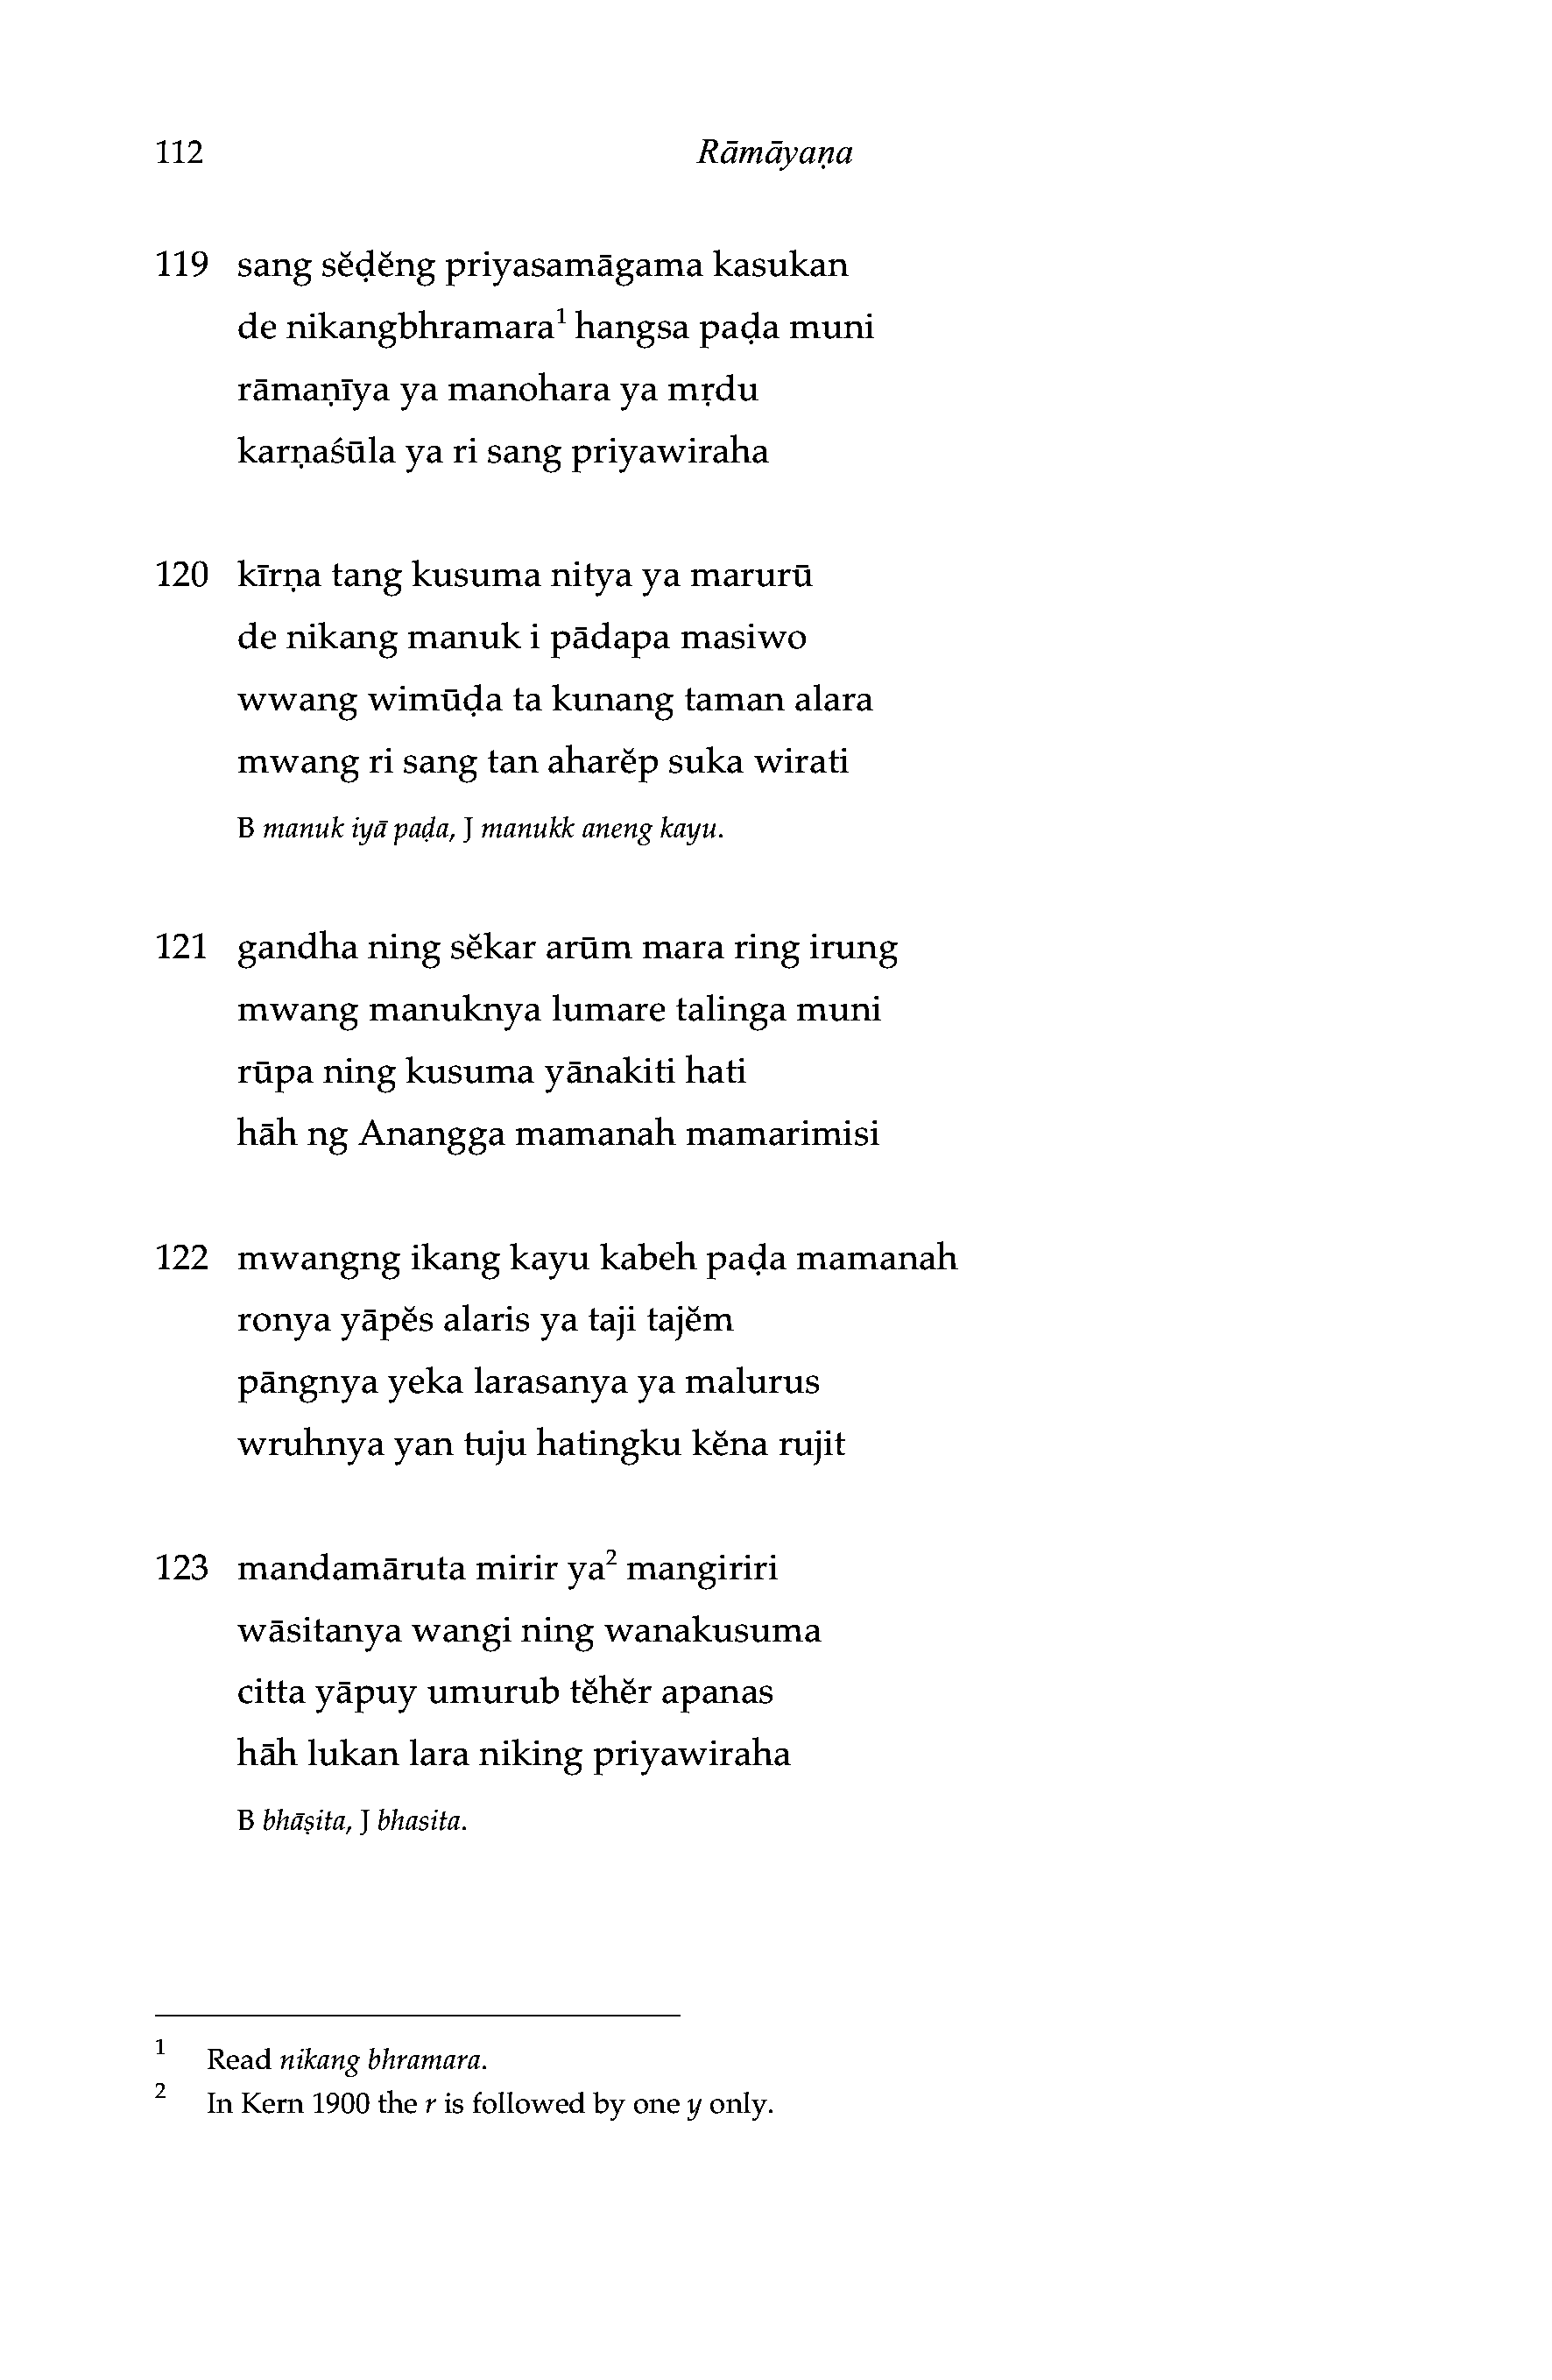 112 Rāmāyaṇa
119 sang sĕḍĕng priyasamāgama kasukan
de nikangbhramara¹ hangsa paḍa muni
rāmaṇīya ya manohara ya mṛdu
karṇaśūla ya ri sang priyawiraha
120 kīrṇa tang kusuma nitya ya marurū
de nikang manuk i pādapa masiwo
wwang wimūḍa ta kunang taman alara
mwang ri sang tan aharĕp suka wirati
B manuk iyā paḍa, J manukk aneng kayu.
121 gandha ning sĕkar arūm mara ring irung
mwang manuknya lumare talinga muni
rūpa ning kusuma yānakiti hati
hāh ng Anangga mamanah mamarimisi
122 mwangng ikang kayu kabeh paḍa mamanah
ronya yāpĕs alaris ya taji tajĕm
pāngnya yeka larasanya ya malurus
wruhnya yan tuju hatingku kĕna rujit
123 mandamāruta mirir ya² mangiriri
wāsitanya wangi ning wanakusuma
citta yāpuy umurub tĕhĕr apanas
hāh lukan lara niking priyawiraha
B bhāṣita, J bhasita.
1 Read nikang bhramara.
2 In Kern 1900 the r is followed by one y only.